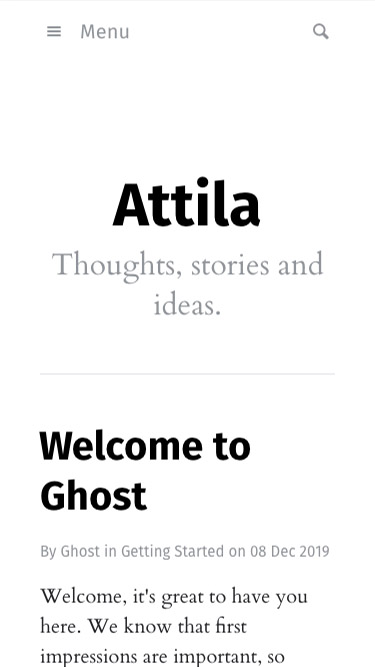 Menu
Attila
Thoughts, stories and
ideas.
Welcome to
Ghost
By Ghost in Getting Started on 08 Dec 2019
Welcome, it's great to have you
here. We know that first
impressions are important, so